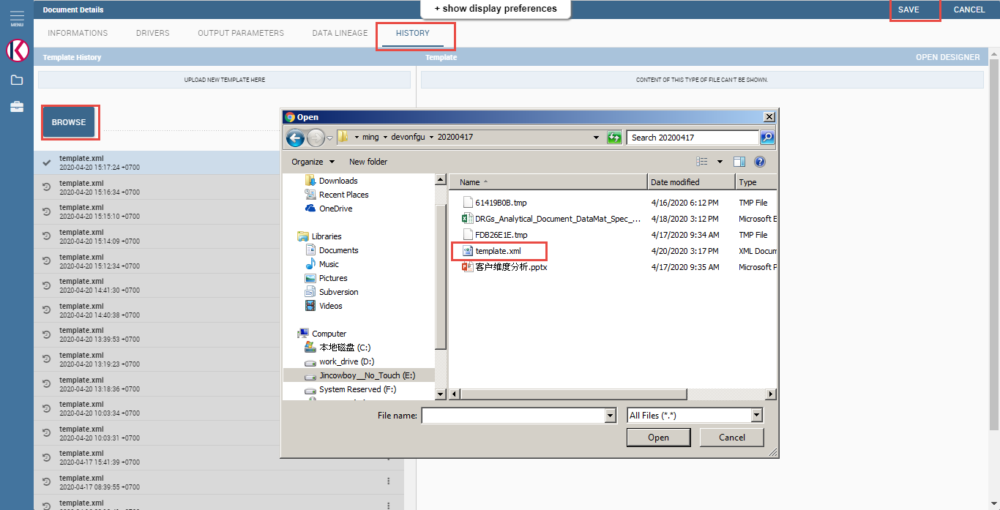 MENU
Document Details
+ show display preferences
SAVE
CANCEL
INFORMATIONS
DRIVERS
OUTPUT PARAMETERS
DATA LINEAGE
HISTORY
Template History
Template
OPEN DESIGNER
UPLOAD NEW TEMPLATE HERE
CONTENT OF THIS TYPE OF FILE CAN'T BE SHOWN.
BROWSE
template.xml
2020-04-20 15:17:24 +0700
template.xml
2020-04-20 15:16:34 +0700
template.xml
2020-04-20 15:15:10 +0700
template.xml
2020-04-20 15:14:09 +0700
template.xml
2020-04-20 15:12:34 +0700
template.xml
2020-04-20 14:41:30 +0700
template.xml
2020-04-20 14:40:38 +0700
template.xml
2020-04-20 13:39:53 +0700
template.xml
2020-04-20 13:19:23 +0700
template.xml
2020-04-20 13:18:36 +0700
template.xml
2020-04-20 10:03:34 +0700
template.xml
2020-04-20 10:03:31 +0700
template.xml
2020-04-17 15:41:39 +0700
template.xml
2020-04-17 08:39:55 +0700
template.xml
Open
ming
devonfgu
20200417
Search 20200417
Organize
New folder
Downloads
Recent Places
OneDrive
Libraries
Documents
Music
Pictures
Subversion
Videos
Computer
本地磁盘 (C:)
work_drive (D:)
Jincowboy__No_Touch (E:)
System Reserved (F:)
Name
Date modified
Type
61419B0B.tmp
4/16/2020 6:12 PM
TMP File
DRGs_Analytical_Document_DataMat_Spec_...
4/18/2020 3:12 PM
Microsoft E
FDB26E1E.tmp
4/17/2020 9:34 AM
TMP File
template.xml
4/20/2020 3:17 PM
XML Docum
客户维度分析.pptx
4/17/2020 9:35 AM
Microsoft P
File name:
All Files (*.*)
Open
Cancel